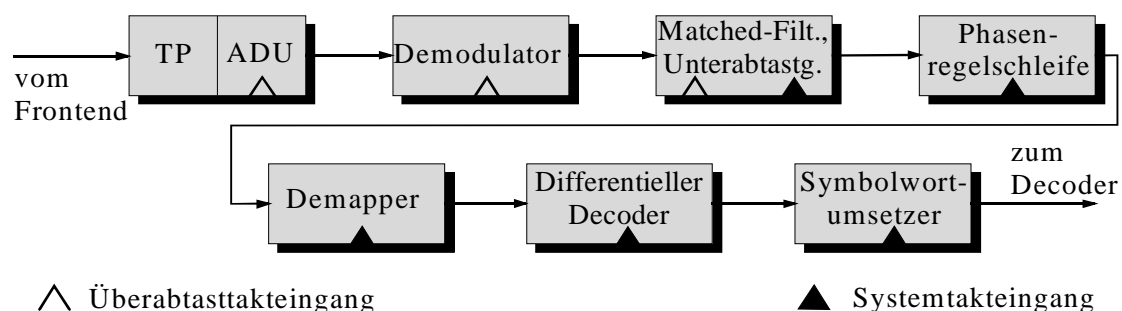 TP
ADU
Demodulator
Matched-Filt.,
Unterabtastg.
Phasen-
regelschleife
vom
Frontend
Demapper
Differentieller
Decoder
Symbolwort-
umsetzer
zum
Decoder
Überabtasttakteingang
Systemtakteingang